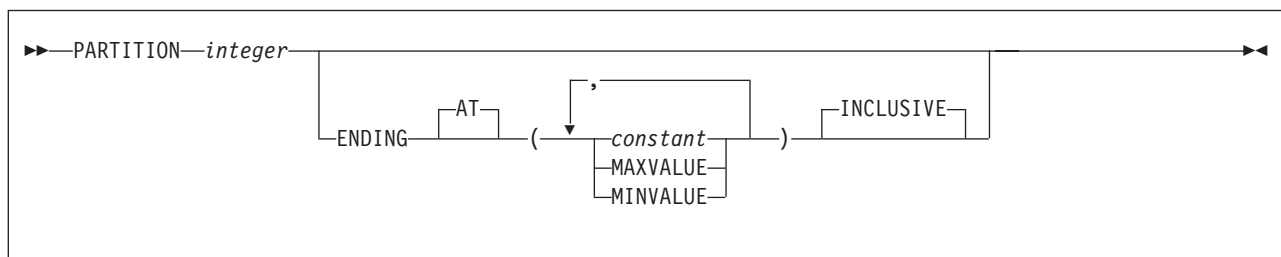 PARTITION integer
,
AT INCLUSIVE
ENDING ( constant )
MAXVALUE
MINVALUE